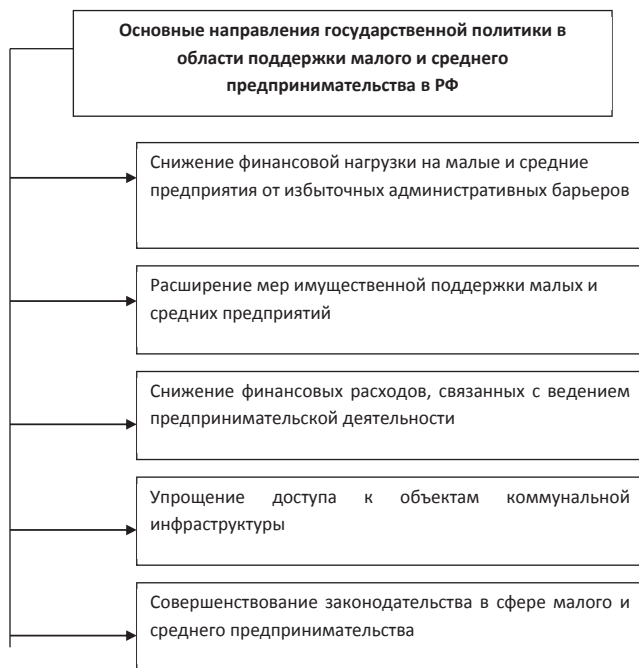 Основные направления государственной политики в
области поддержки малого и среднего
предпринимательства в РФ
Снижение финансовой нагрузки на малые и средние
предприятия от избыточных административных барьеров
Расширение мер имущественной поддержки малых и
средних предприятий
Снижение финансовых расходов, связанных с ведением
предпринимательской деятельности
Упрощение доступа к объектам коммунальной
инфраструктуры
Совершенствование законодательства в сфере малого и
среднего предпринимательства